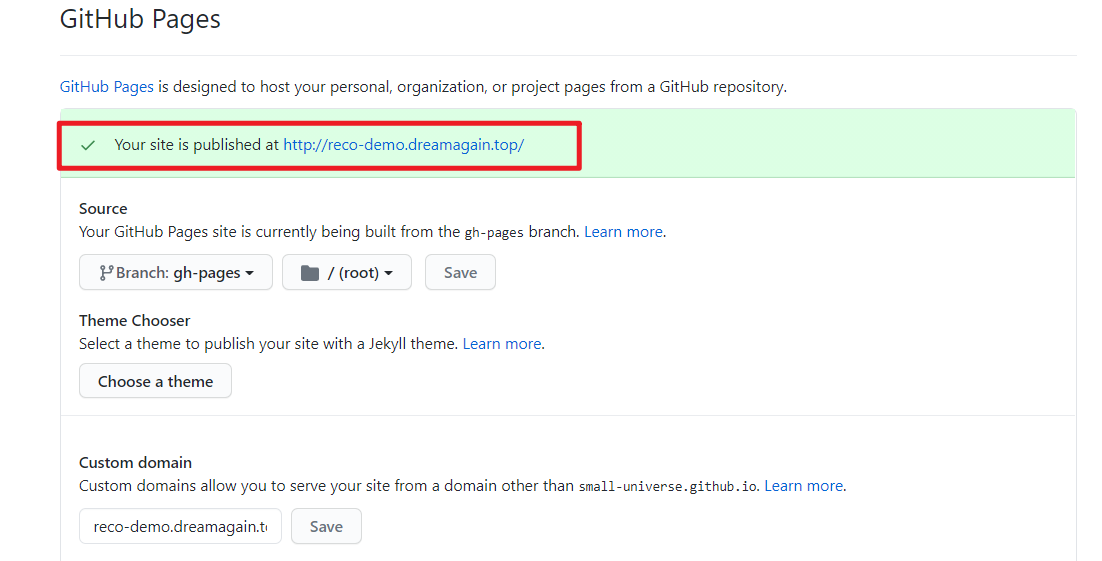 GitHub Pages
GitHub Pages is designed to host your personal, organization, or project pages from a GitHub repository.
Your site is published at http://reco-demo.dreamagain.top/
Source
Your GitHub Pages site is currently being built from the gh-pages branch. Learn more.
Branch: gh-pages / (root) Save
Theme Chooser
Select a theme to publish your site with a Jekyll theme. Learn more.
Choose a theme
Custom domain
Custom domains allow you to serve your site from a domain other than small-universe.github.io. Learn more.
reco-demo.dreamagain.t Save